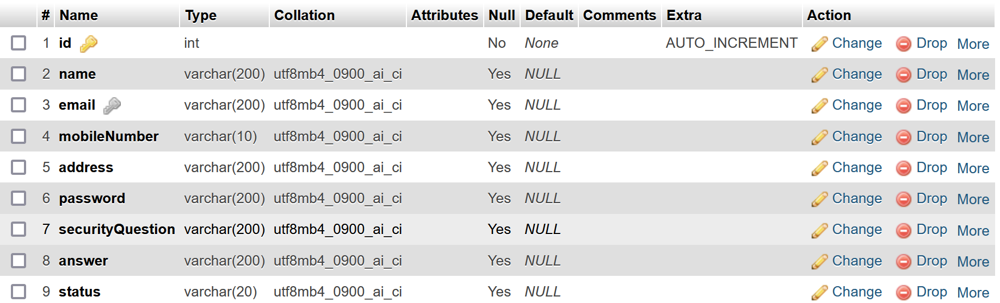 # Name Type Collation Attributes Null Default Comments Extra Action
1 id int No None AUTO_INCREMENT Change Drop More
2 name varchar(200) utf8mb4_0900_ai_ci Yes NULL Change Drop More
3 email varchar(200) utf8mb4_0900_ai_ci Yes NULL Change Drop More
4 mobileNumber varchar(10) utf8mb4_0900_ai_ci Yes NULL Change Drop More
5 address varchar(200) utf8mb4_0900_ai_ci Yes NULL Change Drop More
6 password varchar(200) utf8mb4_0900_ai_ci Yes NULL Change Drop More
7 securityQuestion varchar(200) utf8mb4_0900_ai_ci Yes NULL Change Drop More
8 answer varchar(200) utf8mb4_0900_ai_ci Yes NULL Change Drop More
9 status varchar(20) utf8mb4_0900_ai_ci Yes NULL Change Drop More